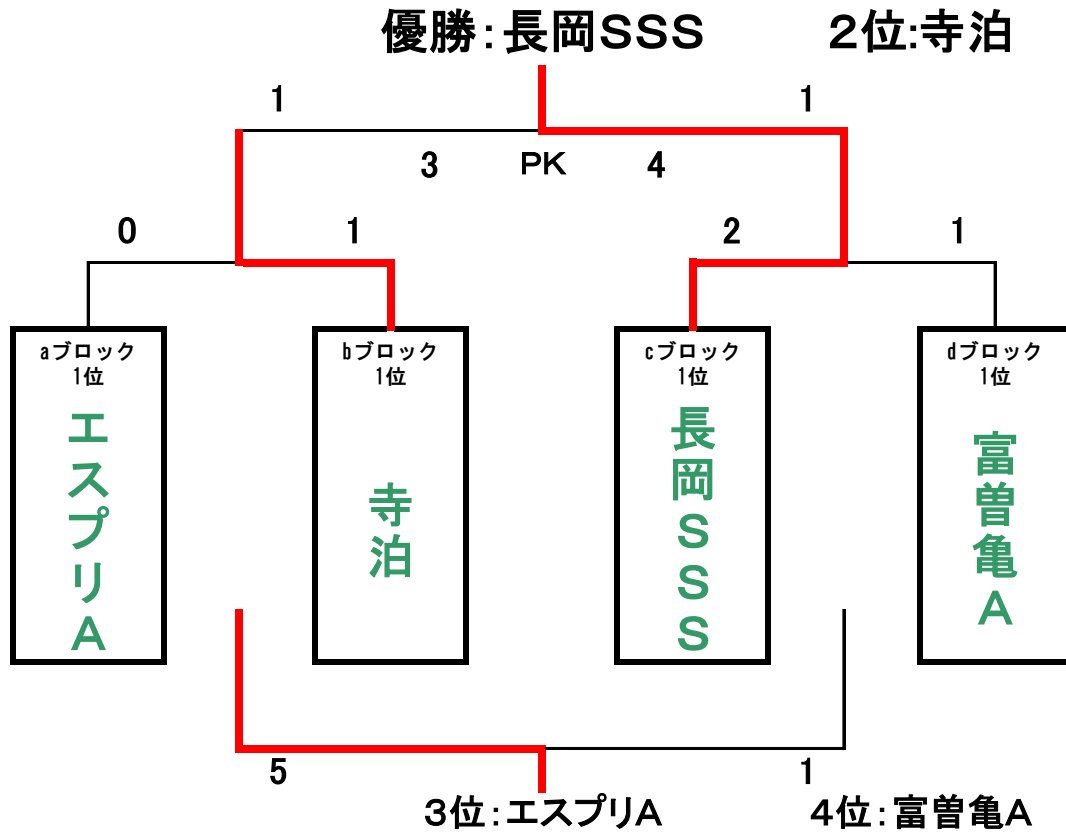 優勝：長岡ＳＳＳ　　２位:寺泊
1　1
3　ＰＫ　4
0　1　2　1
aブロック
1位
エスプリＡ
bブロック
1位
寺泊
cブロック
1位
長岡ＳＳＳ
dブロック
1位
富曽亀Ａ
5　1
３位：エスプリＡ　　４位：富曽亀Ａ